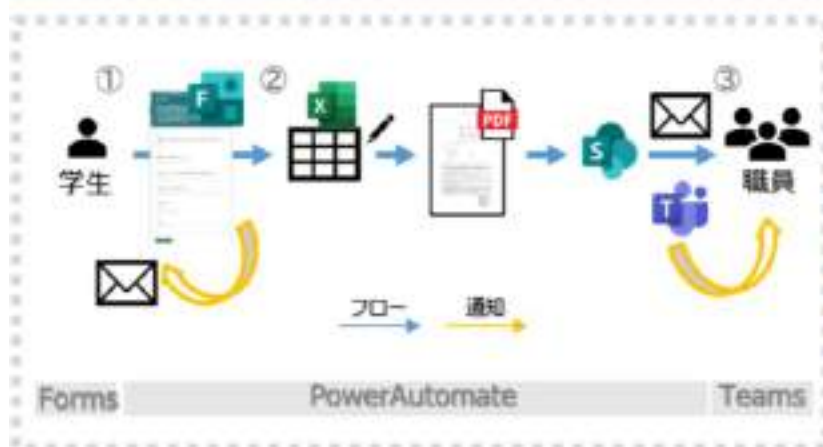 ① ② ③
F
X
PDF
S
学生
T
職員
フロー 通知
Forms PowerAutomate Teams